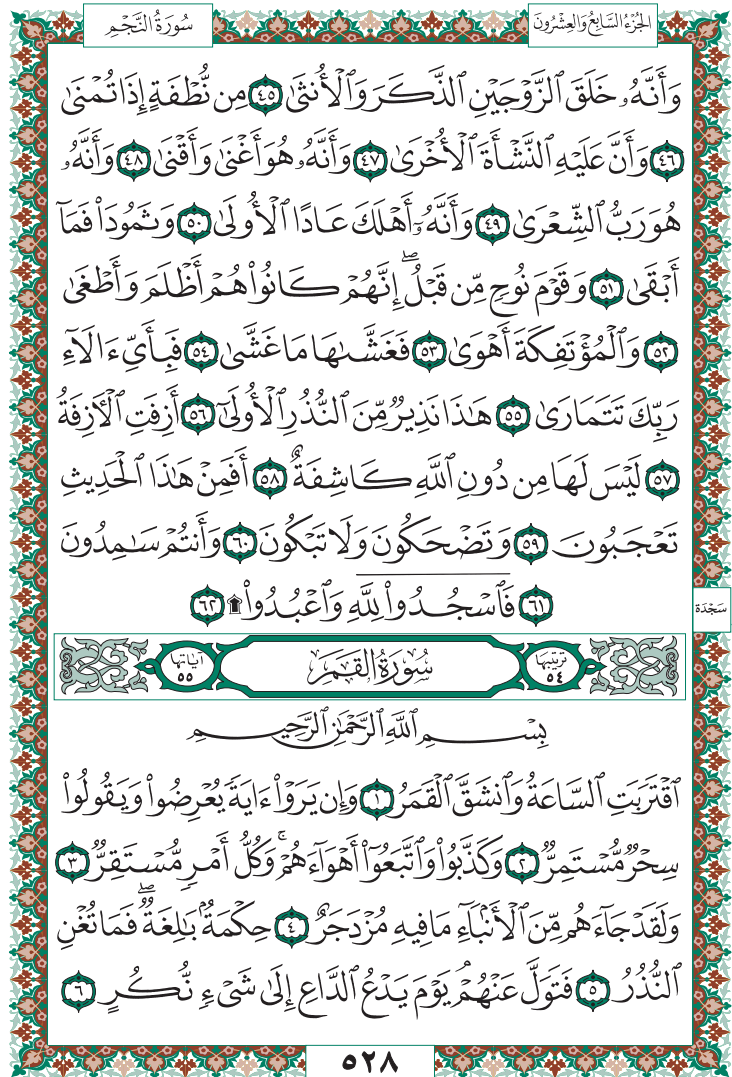 سُورَةُ النَّجْمِ
الجُزْءُ السَّابِعُ وَالعِشْرُونَ
وَأَنَّهُۥ خَلَقَ ٱلزَّوْجَيْنِ ٱلذَّكَرَ وَٱلْأُنثَىٰ ٤٥ مِن نُّطْفَةٍ إِذَا تُمْنَىٰ
٤٦ وَأَنَّ عَلَيْهِ ٱلنَّشْأَةَ ٱلْأُخْرَىٰ ٤٧ وَأَنَّهُۥ هُوَ أَغْنَىٰ وَأَقْنَىٰ ٤٨ وَأَنَّهُۥ
هُوَ رَبُّ ٱلشِّعْرَىٰ ٤٩ وَأَنَّهُۥٓ أَهْلَكَ عَادًا ٱلْأُولَىٰ ٥٠ وَثَمُودَا۟ فَمَآ
أَبْقَىٰ ٥١ وَقَوْمَ نُوحٍ مِّن قَبْلُ ۖ إِنَّهُمْ كَانُوا۟ هُمْ أَظْلَمَ وَأَطْغَىٰ
٥٢ وَٱلْمُؤْتَفِكَةَ أَهْوَىٰ ٥٣ فَغَشَّىٰهَا مَا غَشَّىٰ ٥٤ فَبِأَىِّ ءَالَآءِ
رَبِّكَ تَتَمَارَىٰ ٥٥ هَٰذَا نَذِيرٌ مِّنَ ٱلنُّذُرِ ٱلْأُولَىٰٓ ٥٦ أَزِفَتِ ٱلْءَازِفَةُ
٥٧ لَيْسَ لَهَا مِن دُونِ ٱللَّهِ كَاشِفَةٌ ٥٨ أَفَمِنْ هَٰذَا ٱلْحَدِيثِ
تَعْجَبُونَ ٥٩ وَتَضْحَكُونَ وَلَا تَبْكُونَ ٦٠ وَأَنتُمْ سَٰمِدُونَ
٦١ فَٱسْجُدُوا۟ لِلَّهِ وَٱعْبُدُوا۟ ۩ ٦٢
سَجْدَة
ترتيبها ٥٤ سُورَةُ القَمَرِ اياتها ٥٥
بِسْمِ ٱللَّهِ ٱلرَّحْمَٰنِ ٱلرَّحِيمِ
ٱقْتَرَبَتِ ٱلسَّاعَةُ وَٱنشَقَّ ٱلْقَمَرُ ١ وَإِن يَرَوْا۟ ءَايَةً يُعْرِضُوا۟ وَيَقُولُوا۟
سِحْرٌ مُّسْتَمِرٌّ ٢ وَكَذَّبُوا۟ وَٱتَّبَعُوٓا۟ أَهْوَآءَهُمْ ۚ وَكُلُّ أَمْرٍ مُّسْتَقِرٌّ ٣
وَلَقَدْ جَآءَهُم مِّنَ ٱلْأَنۢبَآءِ مَا فِيهِ مُزْدَجَرٌ ٤ حِكْمَةٌۢ بَٰلِغَةٌ ۖ فَمَا تُغْنِ
ٱلنُّذُرُ ٥ فَتَوَلَّ عَنْهُمْ ۘ يَوْمَ يَدْعُ ٱلدَّاعِ إِلَىٰ شَىْءٍ نُّكُرٍ ٦
٥٢٨